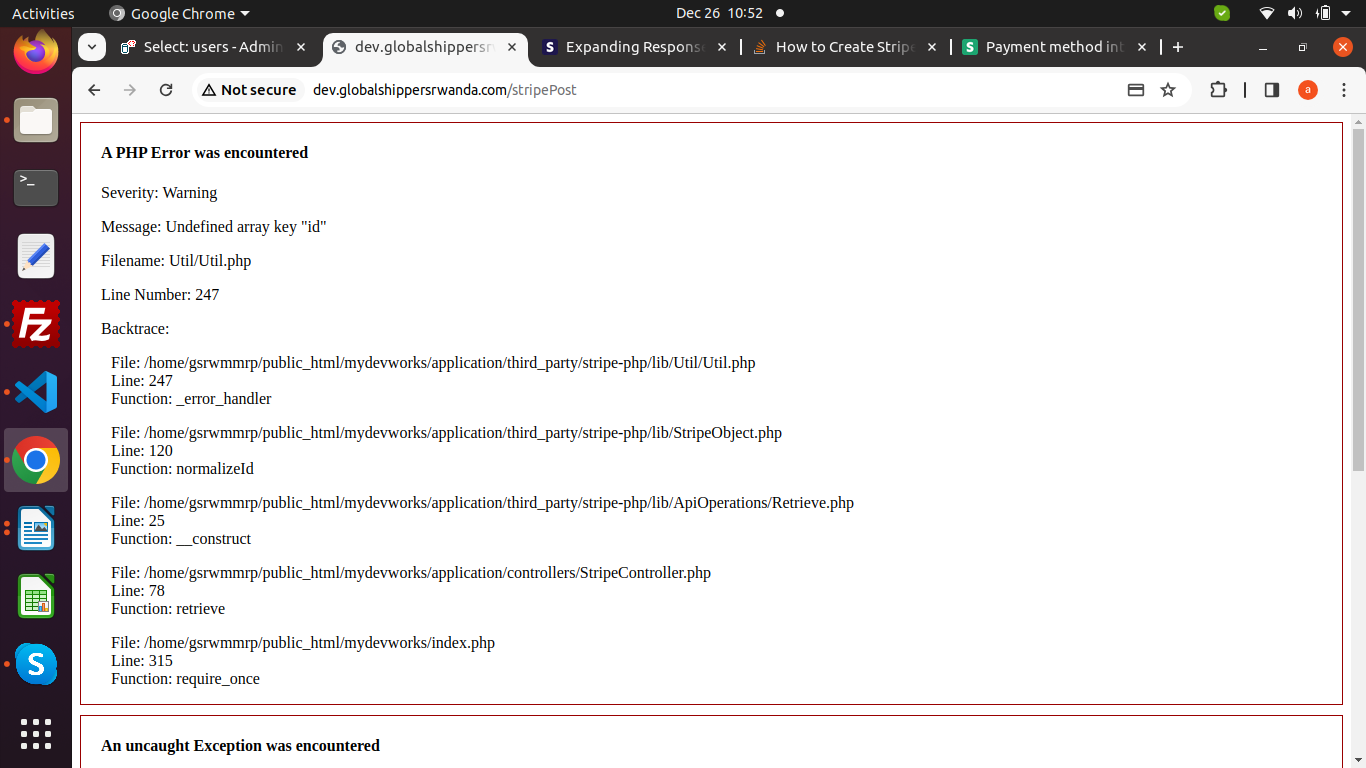 Activities
Google Chrome
Dec 26 10:52
Select: users - Admin
dev.globalshippersrw
Expanding Response
How to Create Stripe
Payment method int
Not secure
dev.globalshippersrwanda.com/stripePost
a
A PHP Error was encountered
Severity: Warning
Message: Undefined array key "id"
Filename: Util/Util.php
Line Number: 247
Backtrace:
File: /home/gsrwmmrp/public_html/mydevworks/application/third_party/stripe-php/lib/Util/Util.php
Line: 247
Function: _error_handler
File: /home/gsrwmmrp/public_html/mydevworks/application/third_party/stripe-php/lib/StripeObject.php
Line: 120
Function: normalizeId
File: /home/gsrwmmrp/public_html/mydevworks/application/third_party/stripe-php/lib/ApiOperations/Retrieve.php
Line: 25
Function: __construct
File: /home/gsrwmmrp/public_html/mydevworks/application/controllers/StripeController.php
Line: 78
Function: retrieve
File: /home/gsrwmmrp/public_html/mydevworks/index.php
Line: 315
Function: require_once
An uncaught Exception was encountered